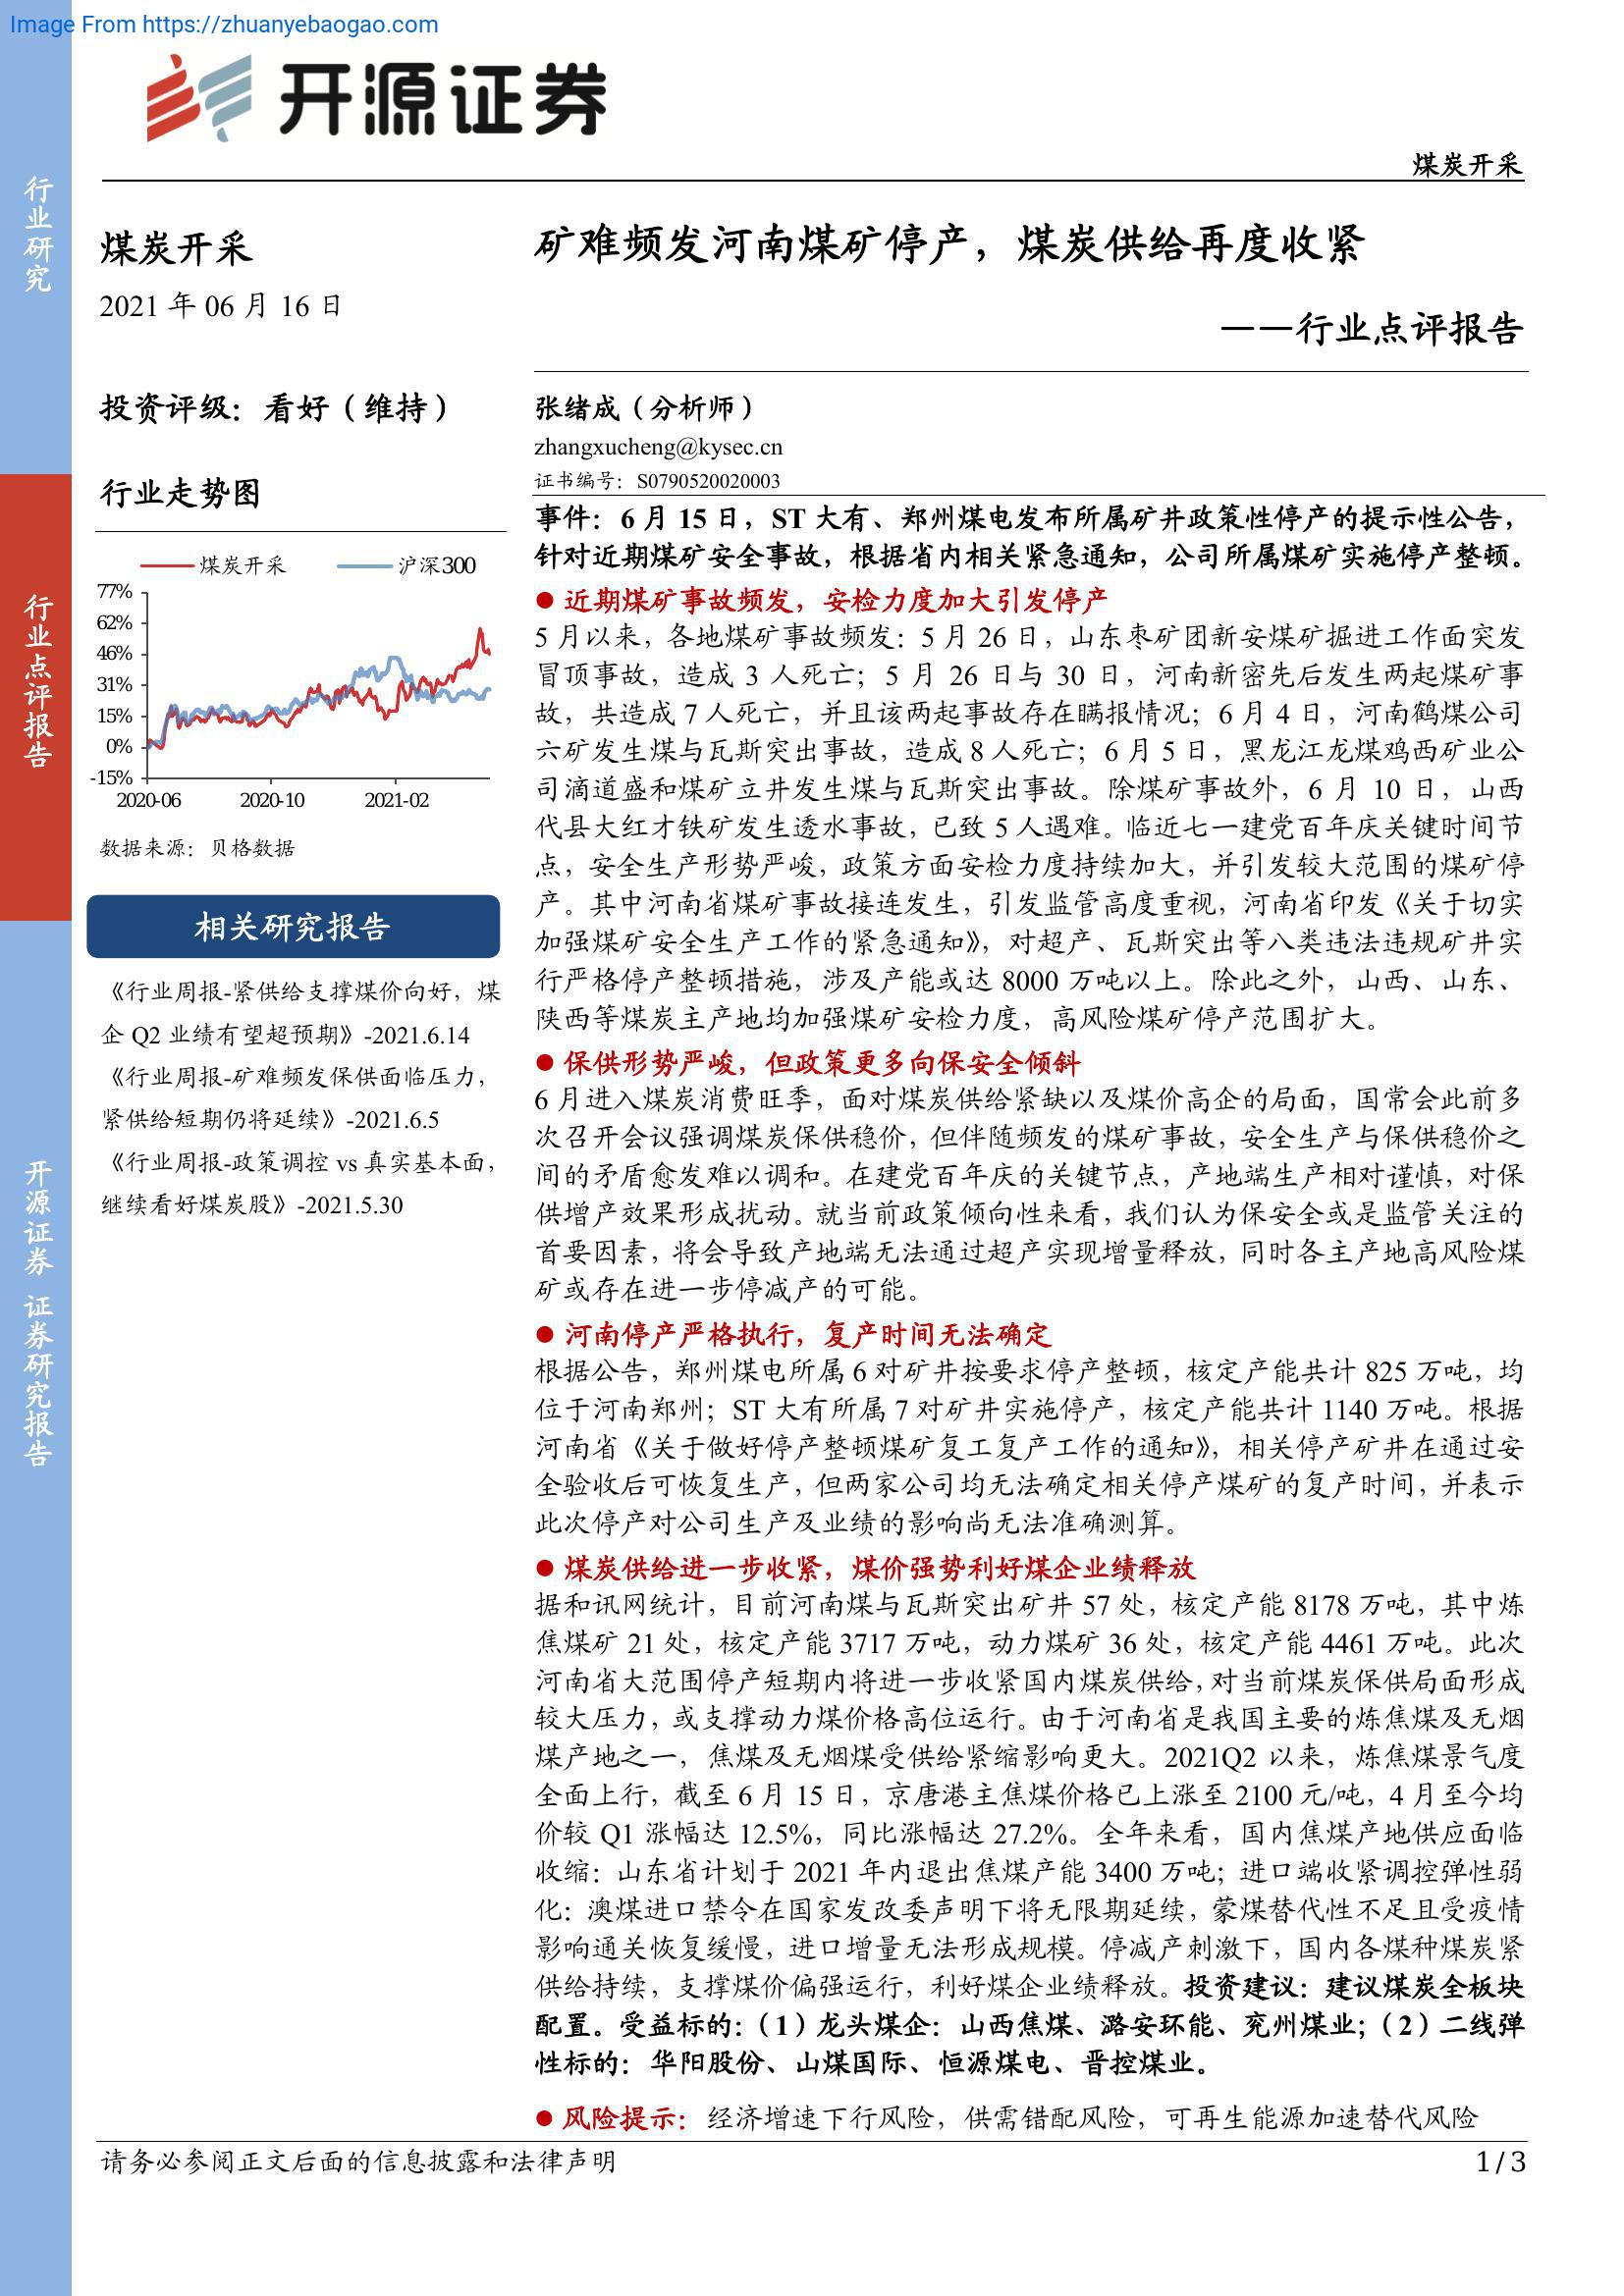 Image From https://zhuanyebaogao.com
开源证券
煤炭开采
行业研究
行业点评报告
开源证券 证券研究报告
煤炭开采
2021 年 06 月 16 日
投资评级：看好（维持）
行业走势图
煤炭开采 沪深300
77%
62%
46%
31%
15%
0%
-15%
2020-06 2020-10 2021-02
数据来源：贝格数据
相关研究报告
《行业周报-紧供给支撑煤价向好，煤
企 Q2 业绩有望超预期》-2021.6.14
《行业周报-矿难频发保供面临压力，
紧供给短期仍将延续》-2021.6.5
《行业周报-政策调控 vs 真实基本面，
继续看好煤炭股》-2021.5.30
矿难频发河南煤矿停产，煤炭供给再度收紧
——行业点评报告
张绪成（分析师）
zhangxucheng@kysec.cn
证书编号：S0790520020003
事件：6 月 15 日，ST 大有、郑州煤电发布所属矿井政策性停产的提示性公告，
针对近期煤矿安全事故，根据省内相关紧急通知，公司所属煤矿实施停产整顿。
● 近期煤矿事故频发，安检力度加大引发停产
5 月以来，各地煤矿事故频发：5 月 26 日，山东枣矿团新安煤矿掘进工作面突发
冒顶事故，造成 3 人死亡；5 月 26 日与 30 日，河南新密先后发生两起煤矿事
故，共造成 7 人死亡，并且该两起事故存在瞒报情况；6 月 4 日，河南鹤煤公司
六矿发生煤与瓦斯突出事故，造成 8 人死亡；6 月 5 日，黑龙江龙煤鸡西矿业公
司滴道盛和煤矿立井发生煤与瓦斯突出事故。除煤矿事故外，6 月 10 日，山西
代县大红才铁矿发生透水事故，已致 5 人遇难。临近七一建党百年庆关键时间节
点，安全生产形势严峻，政策方面安检力度持续加大，并引发较大范围的煤矿停
产。其中河南省煤矿事故接连发生，引发监管高度重视，河南省印发《关于切实
加强煤矿安全生产工作的紧急通知》，对超产、瓦斯突出等八类违法违规矿井实
行严格停产整顿措施，涉及产能或达 8000 万吨以上。除此之外，山西、山东、
陕西等煤炭主产地均加强煤矿安检力度，高风险煤矿停产范围扩大。
● 保供形势严峻，但政策更多向保安全倾斜
6 月进入煤炭消费旺季，面对煤炭供给紧缺以及煤价高企的局面，国常会此前多
次召开会议强调煤炭保供稳价，但伴随频发的煤矿事故，安全生产与保供稳价之
间的矛盾愈发难以调和。在建党百年庆的关键节点，产地端生产相对谨慎，对保
供增产效果形成扰动。就当前政策倾向性来看，我们认为保安全或是监管关注的
首要因素，将会导致产地端无法通过超产实现增量释放，同时各主产地高风险煤
矿或存在进一步停减产的可能。
● 河南停产严格执行，复产时间无法确定
根据公告，郑州煤电所属 6 对矿井按要求停产整顿，核定产能共计 825 万吨，均
位于河南郑州；ST 大有所属 7 对矿井实施停产，核定产能共计 1140 万吨。根据
河南省《关于做好停产整顿煤矿复工复产工作的通知》，相关停产矿井在通过安
全验收后可恢复生产，但两家公司均无法确定相关停产煤矿的复产时间，并表示
此次停产对公司生产及业绩的影响尚无法准确测算。
● 煤炭供给进一步收紧，煤价强势利好煤企业绩释放
据和讯网统计，目前河南煤与瓦斯突出矿井 57 处，核定产能 8178 万吨，其中炼
焦煤矿 21 处，核定产能 3717 万吨，动力煤矿 36 处，核定产能 4461 万吨。此次
河南省大范围停产短期内将进一步收紧国内煤炭供给，对当前煤炭保供局面形成
较大压力，或支撑动力煤价格高位运行。由于河南省是我国主要的炼焦煤及无烟
煤产地之一，焦煤及无烟煤受供给紧缩影响更大。2021Q2 以来，炼焦煤景气度
全面上行，截至 6 月 15 日，京唐港主焦煤价格已上涨至 2100 元/吨，4 月至今均
价较 Q1 涨幅达 12.5%，同比涨幅达 27.2%。全年来看，国内焦煤产地供应面临
收缩：山东省计划于 2021 年内退出焦煤产能 3400 万吨；进口端收紧调控弹性弱
化：澳煤进口禁令在国家发改委声明下将无限期延续，蒙煤替代性不足且受疫情
影响通关恢复缓慢，进口增量无法形成规模。停减产刺激下，国内各煤种煤炭紧
供给持续，支撑煤价偏强运行，利好煤企业绩释放。投资建议：建议煤炭全板块
配置。受益标的：（1）龙头煤企：山西焦煤、潞安环能、兖州煤业；（2）二线弹
性标的：华阳股份、山煤国际、恒源煤电、晋控煤业。
● 风险提示：经济增速下行风险，供需错配风险，可再生能源加速替代风险
请务必参阅正文后面的信息披露和法律声明
1/3